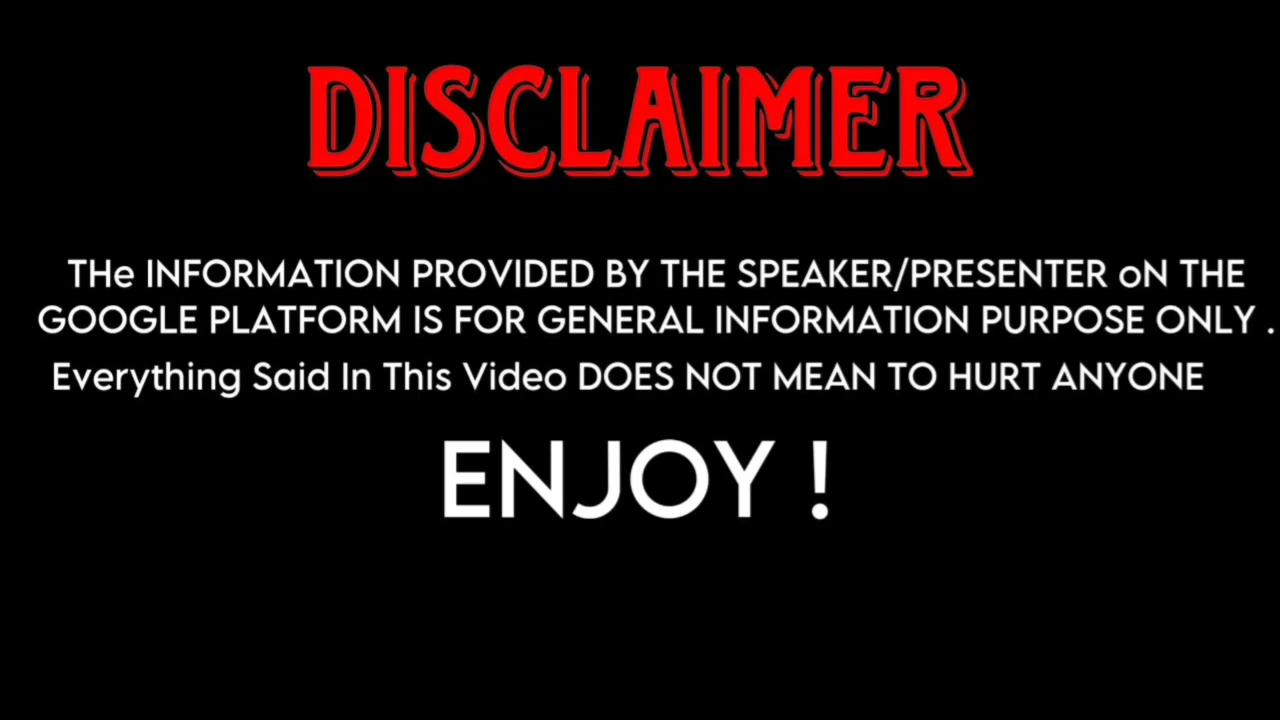 DISCLAIMER
THe INFORMATION PROVIDED BY THE SPEAKER/PRESENTER oN THE
GOOGLE PLATFORM IS FOR GENERAL INFORMATION PURPOSE ONLY .
Everything Said In This Video DOES NOT MEAN TO HURT ANYONE
ENJOY !